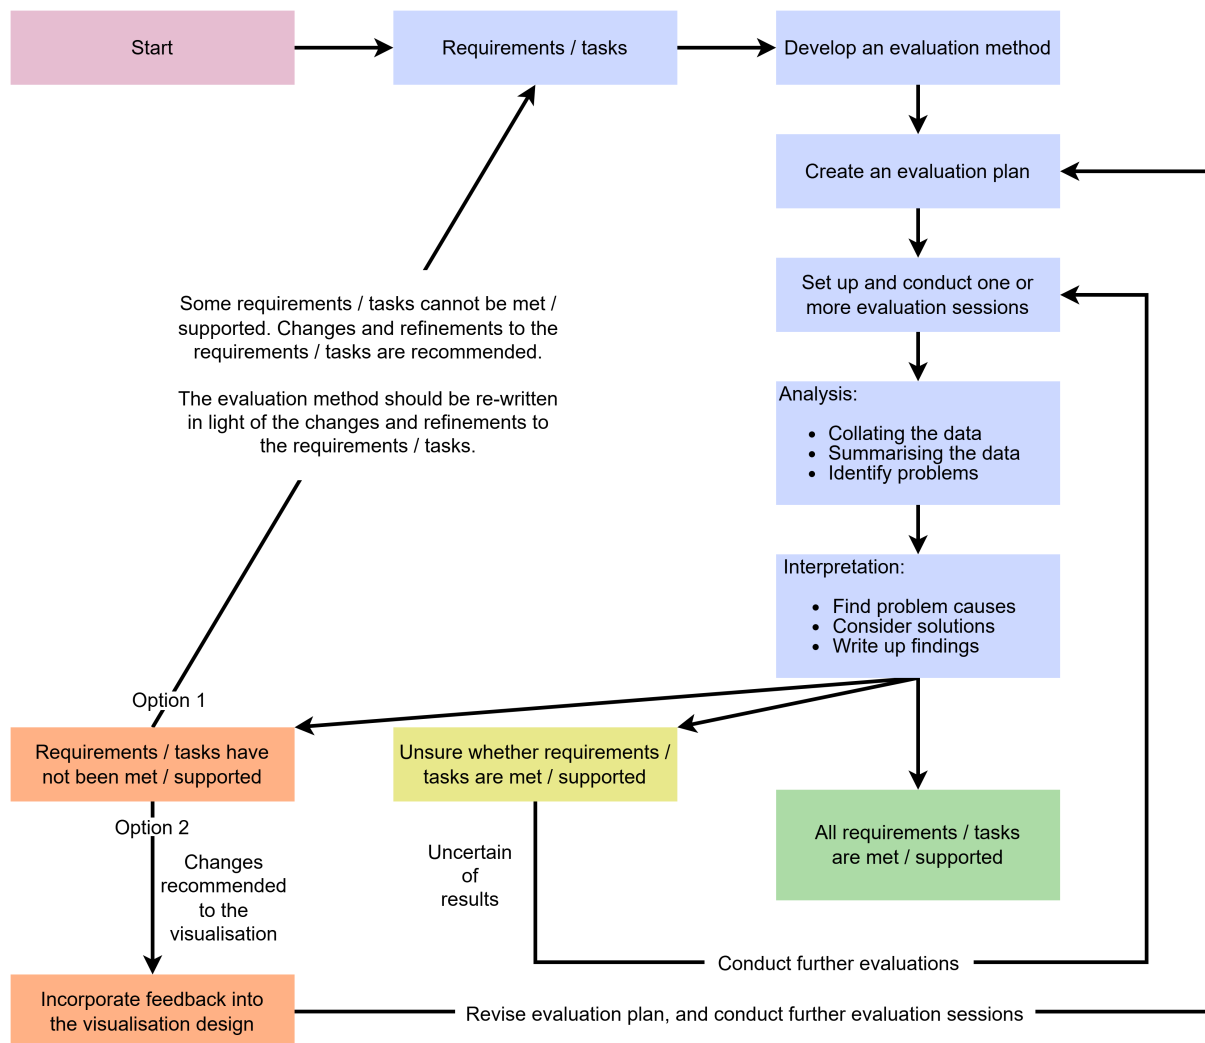 Start
Requirements / tasks
Develop an evaluation method
Create an evaluation plan
Set up and conduct one or
more evaluation sessions
Some requirements / tasks cannot be met /
supported. Changes and refinements to the
requirements / tasks are recommended.
The evaluation method should be re-written
in light of the changes and refinements to
the requirements / tasks.
Analysis:
• Collating the data
• Summarising the data
• Identify problems
Interpretation:
• Find problem causes
• Consider solutions
• Write up findings
Option 1
Requirements / tasks have
not been met / supported
Unsure whether requirements /
tasks are met / supported
All requirements / tasks
are met / supported
Option 2
Changes
recommended
to the
visualisation
Uncertain
of
results
Conduct further evaluations
Incorporate feedback into
the visualisation design
Revise evaluation plan, and conduct further evaluation sessions